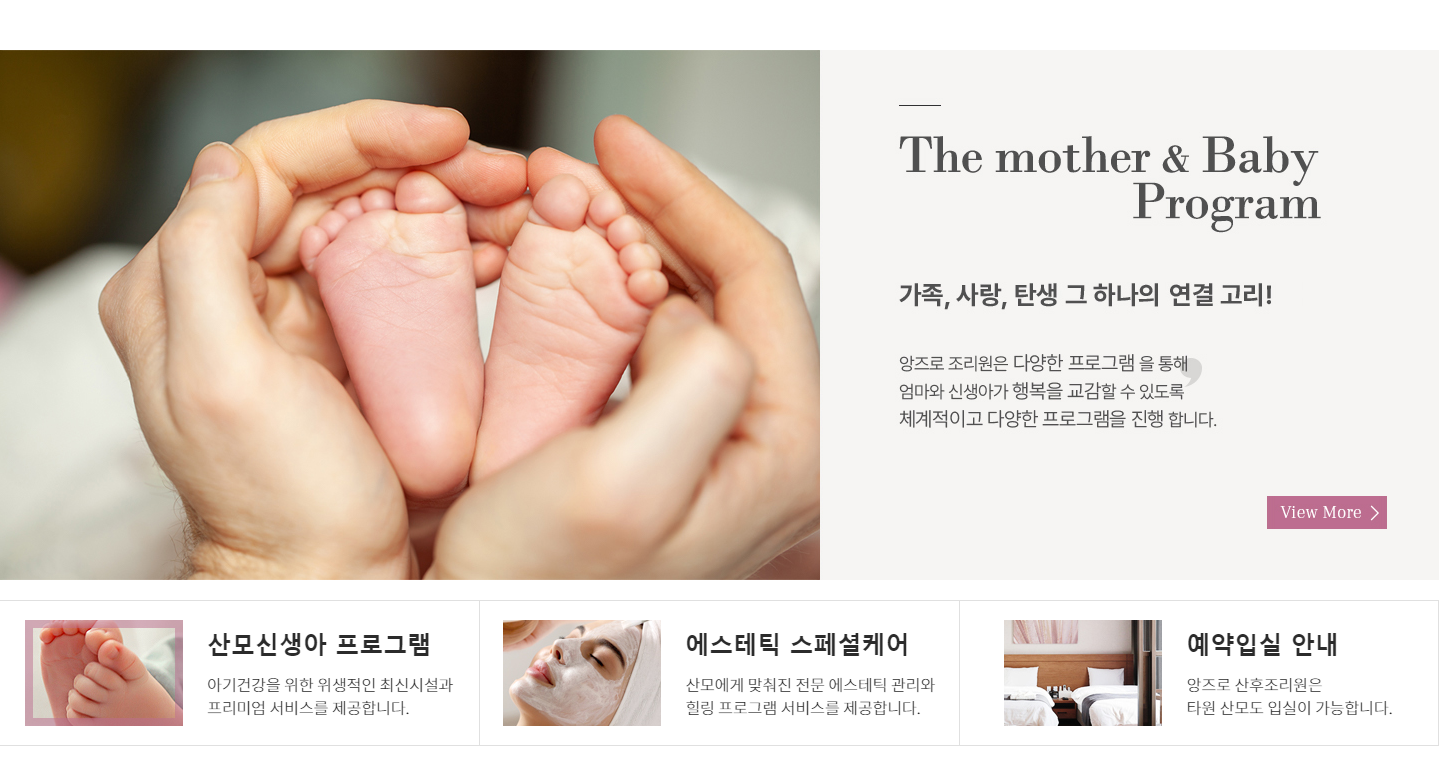 The mother & Baby
Program
가족, 사랑, 탄생 그 하나의 연결 고리!
앙즈로 조리원은 다양한 프로그램 을 통해
엄마와 신생아가 행복을 교감할 수 있도록
체계적이고 다양한 프로그램을 진행 합니다.
View More
산모신생아 프로그램
아기건강을 위한 위생적인 최신시설과
프리미엄 서비스를 제공합니다.
에스테틱 스페셜케어
산모에게 맞춰진 전문 에스테틱 관리와
힐링 프로그램 서비스를 제공합니다.
예약입실 안내
앙즈로 산후조리원은
타원 산모도 입실이 가능합니다.